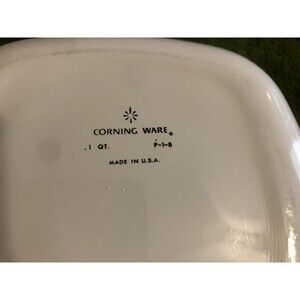 CORNING WARE®
1 QT. P-1-B
MADE IN U.S.A.